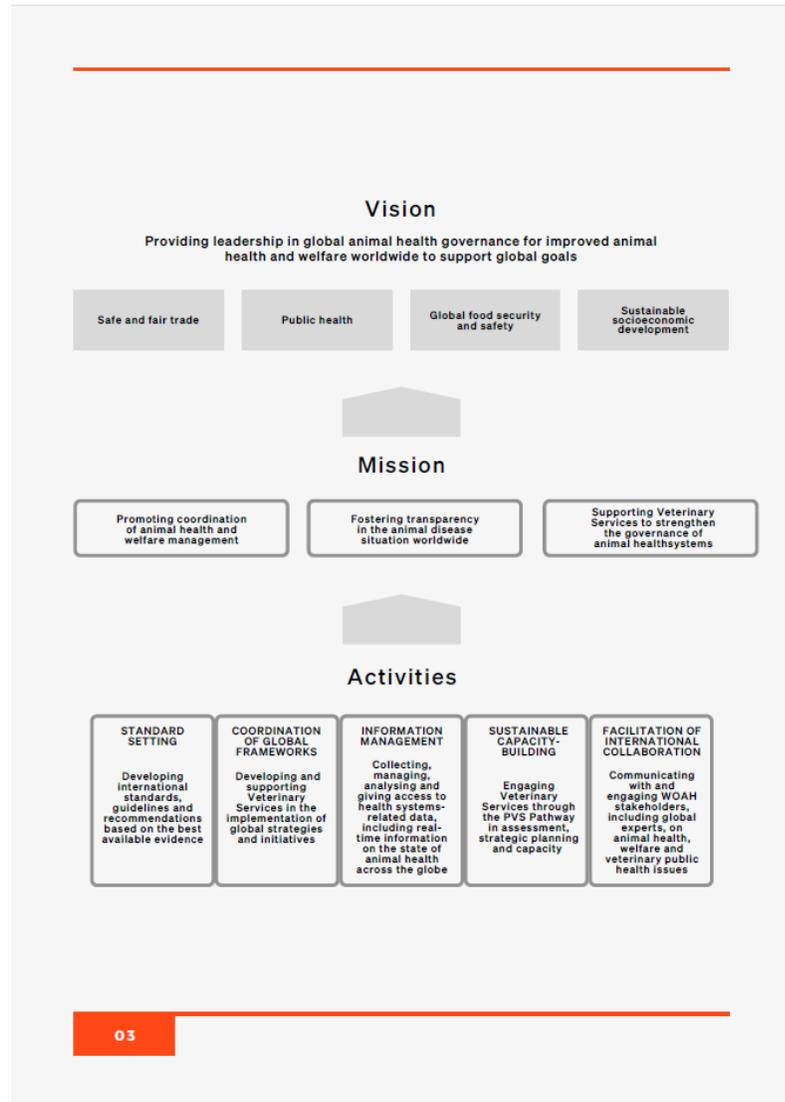 Vision
Providing leadership in global animal health governance for improved animal
health and welfare worldwide to support global goals
Safe and fair trade
Public health
Global food security
and safety
Sustainable
socioeconomic
development
Mission
Promoting coordination
of animal health and
welfare management
Fostering transparency
in the animal disease
situation worldwide
Supporting Veterinary
Services to strengthen
the governance of
animal healthsystems
Activities
STANDARD
SETTING
Developing
international
standards,
guidelines and
recommendations
based on the best
available evidence
COORDINATION
OF GLOBAL
FRAMEWORKS
Developing and
supporting
Veterinary
Services in the
implementation of
global strategies
and initiatives
INFORMATION
MANAGEMENT
Collecting,
managing,
analysing and
giving access to
health systems-
related data,
including real-
time information
on the state of
animal health
across the globe
SUSTAINABLE
CAPACITY-
BUILDING
Engaging
Veterinary
Services through
the PVS Pathway
in assessment,
strategic planning
and capacity
FACILITATION OF
INTERNATIONAL
COLLABORATION
Communicating
with and
engaging WOAH
stakeholders,
including global
experts, on
animal health,
welfare and
veterinary public
health issues
03